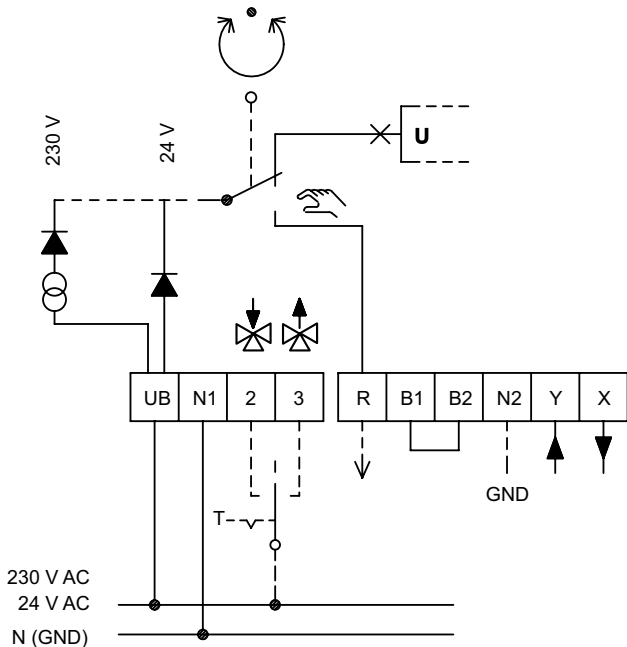 230 V
24 V
U
UB N1 2 3 R B1 B2 N2 Y X
GND
T
230 V AC
24 V AC
N (GND)